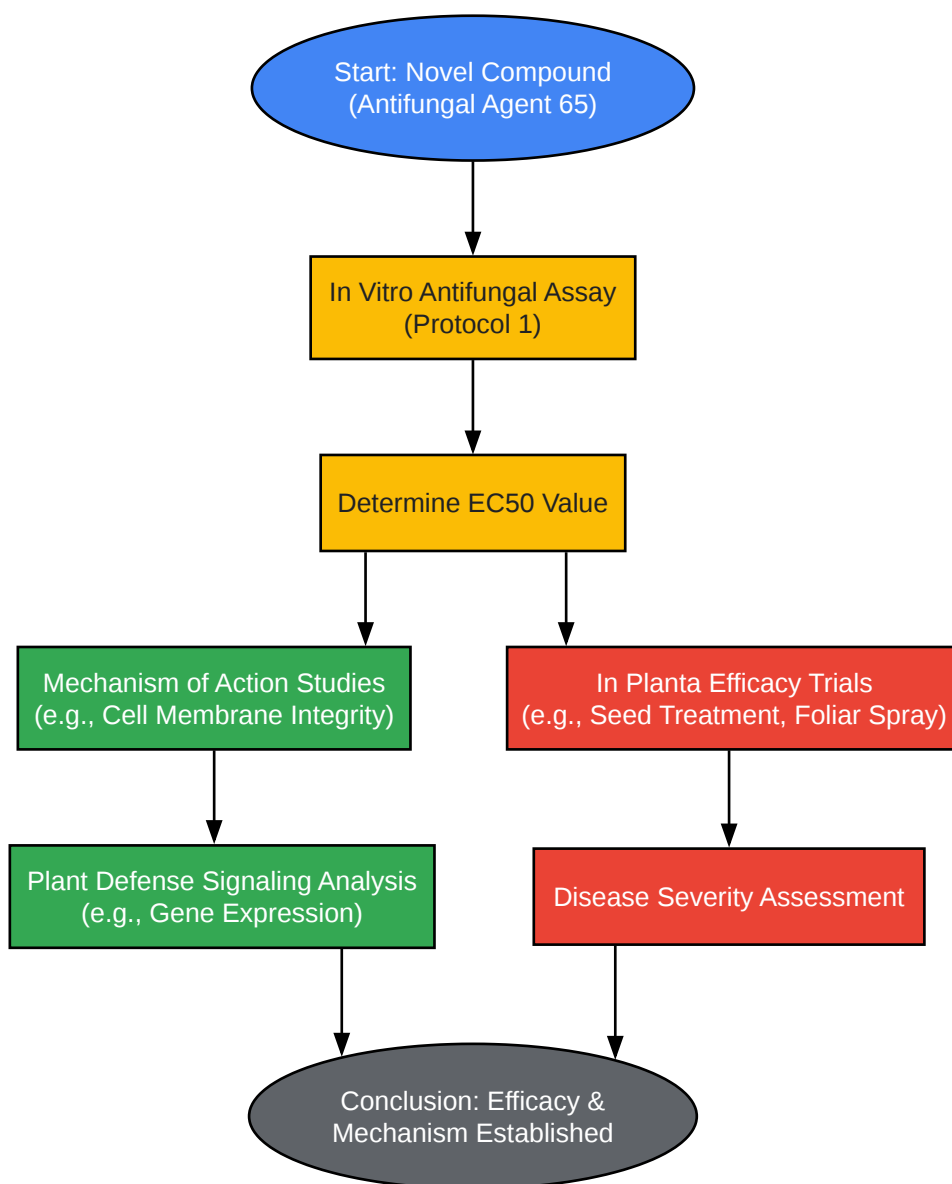 Start: Novel Compound
(Antifungal Agent 65)
In Vitro Antifungal Assay
(Protocol 1)
Determine EC50 Value
Mechanism of Action Studies
(e.g., Cell Membrane Integrity)
In Planta Efficacy Trials
(e.g., Seed Treatment, Foliar Spray)
Plant Defense Signaling Analysis
(e.g., Gene Expression)
Disease Severity Assessment
Conclusion: Efficacy &
Mechanism Established